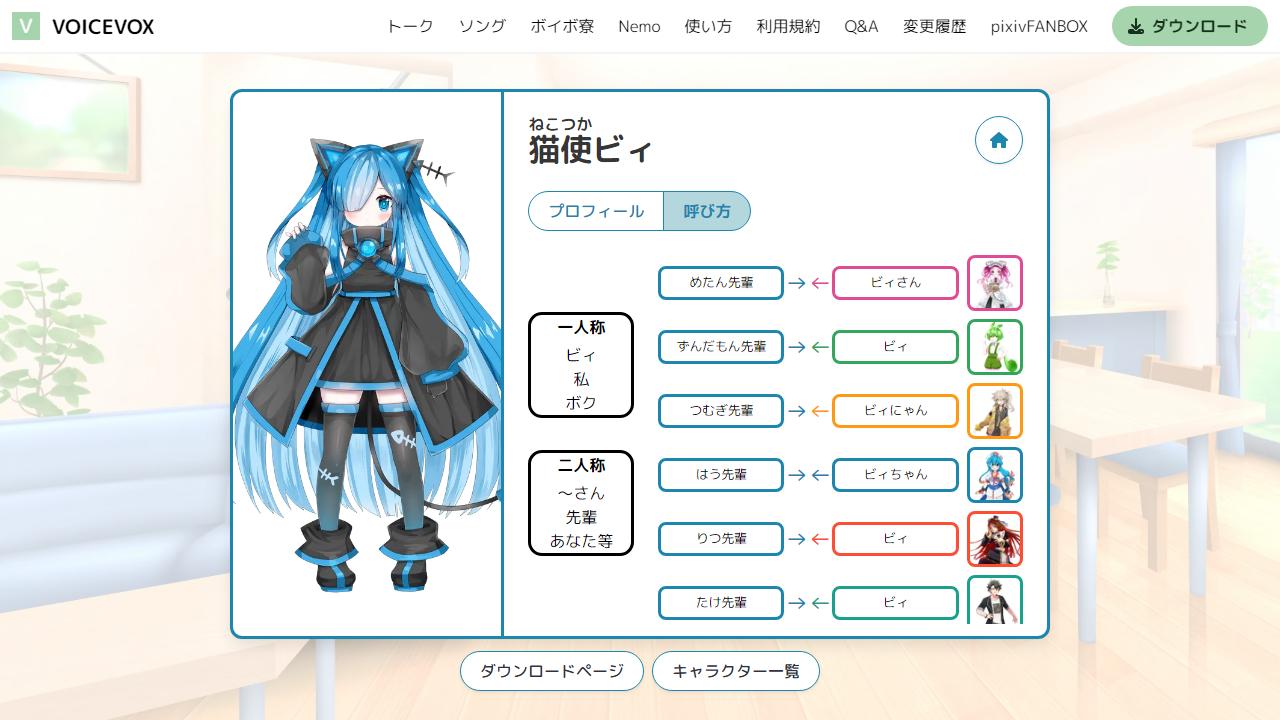 V VOICEVOX
トーク ソング ボイボ寮 Nemo 使い方 利用規約 Q&A 変更履歴 pixivFANBOX ダウンロード
ねこつか
猫使ビィ
プロフィール 呼び方
一人称
ビィ
私
ボク
二人称
〜さん
先輩
あなた等
めたん先輩 → ← ビィさん
ずんだもん先輩 → ← ビィ
つむぎ先輩 → ← ビィにゃん
はう先輩 → ← ビィちゃん
りつ先輩 → ← ビィ
たけ先輩 → ← ビィ
ダウンロードページ キャラクター一覧